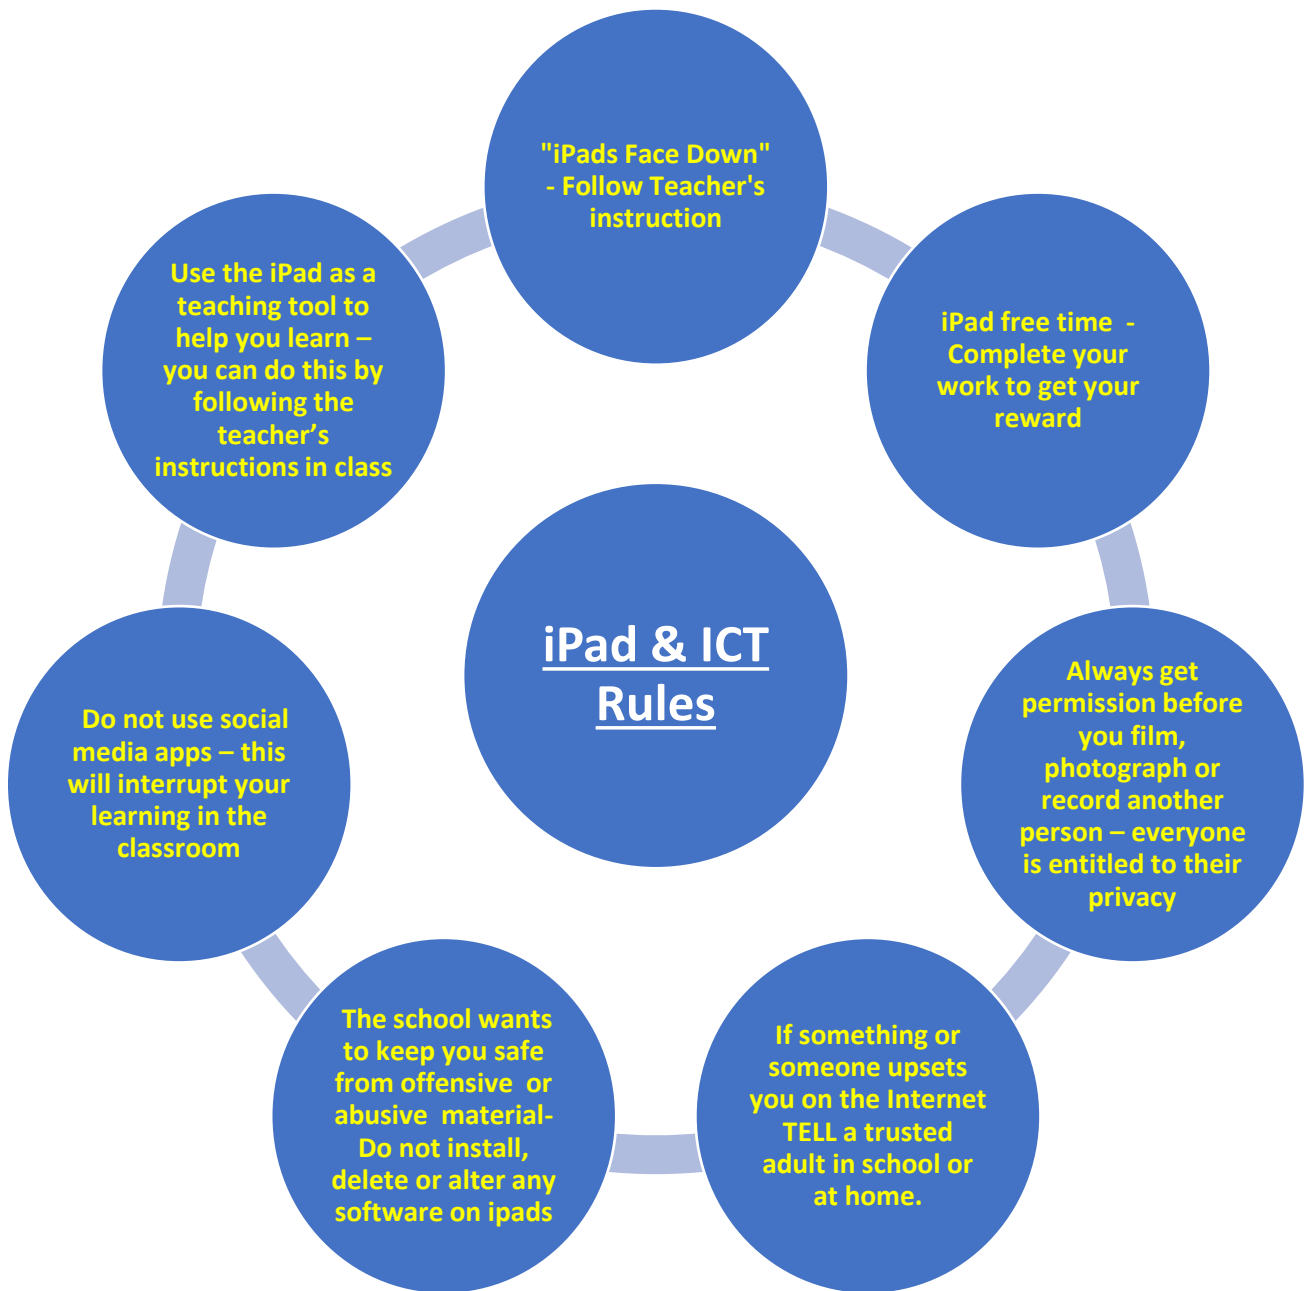 "iPads Face Down"
- Follow Teacher's
instruction
iPad free time  -
Complete your
work to get your
reward
Always get
permission before
you film,
photograph or
record another
person – everyone
is entitled to their
privacy
If something or
someone upsets
you on the Internet
TELL a trusted
adult in school or
at home.
The school wants
to keep you safe
from offensive  or
abusive  material-
Do not install,
delete or alter any
software on ipads
Do not use social
media apps – this
will interrupt your
learning in the
classroom
Use the iPad as a
teaching tool to
help you learn –
you can do this by
following the
teacher’s
instructions in class
iPad & ICT
Rules